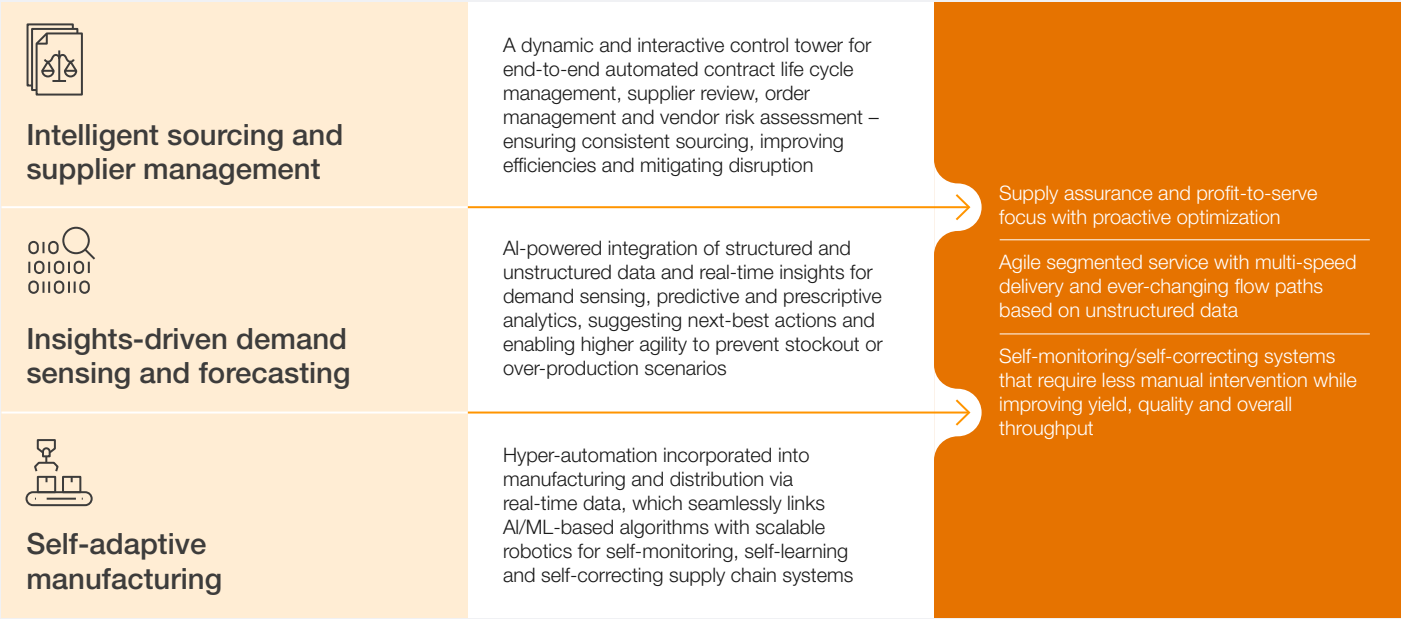 Intelligent sourcing and
supplier management
A dynamic and interactive control tower for
end-to-end automated contract life cycle
management, supplier review, order
management and vendor risk assessment –
ensuring consistent sourcing, improving
efficiencies and mitigating disruption
010
1010101
0110110
Insights-driven demand
sensing and forecasting
AI-powered integration of structured and
unstructured data and real-time insights for
demand sensing, predictive and prescriptive
analytics, suggesting next-best actions and
enabling higher agility to prevent stockout or
over-production scenarios
Self-adaptive
manufacturing
Hyper-automation incorporated into
manufacturing and distribution via
real-time data, which seamlessly links
AI/ML-based algorithms with scalable
robotics for self-monitoring, self-learning
and self-correcting supply chain systems
Supply assurance and profit-to-serve
focus with proactive optimization
Agile segmented service with multi-speed
delivery and ever-changing flow paths
based on unstructured data
Self-monitoring/self-correcting systems
that require less manual intervention while
improving yield, quality and overall
throughput